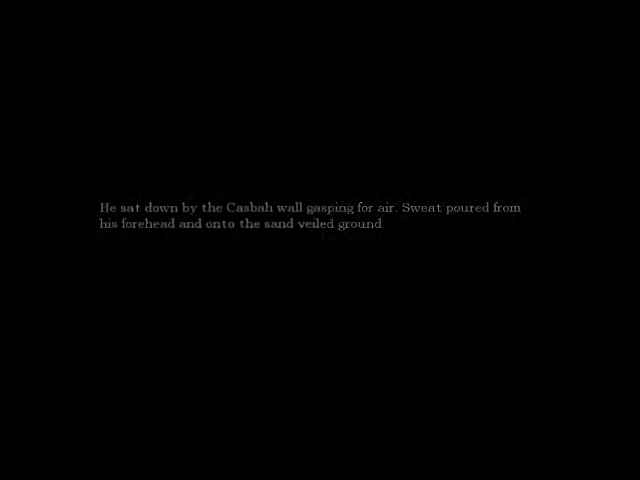 He sat down by the Casbah wall gasping for air. Sweat poured from
his forehead and onto the sand veiled ground